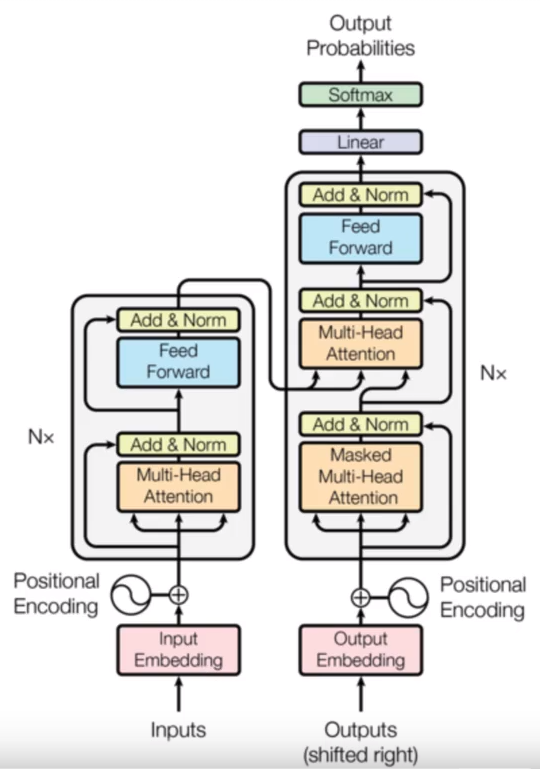 Output
Probabilities
Softmax
Linear
Add & Norm
Feed
Forward
Add & Norm
Multi-Head
Attention
Add & Norm
Masked
Multi-Head
Attention
N×
Add & Norm
Feed
Forward
Add & Norm
Multi-Head
Attention
N×
Positional
Encoding
Positional
Encoding
Input
Embedding
Output
Embedding
Inputs
Outputs
(shifted right)